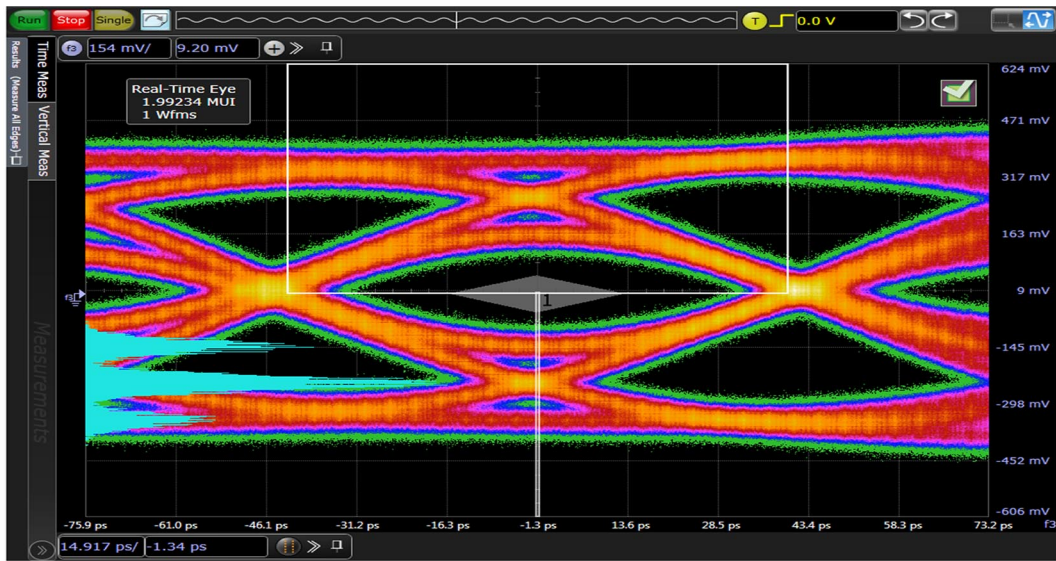 Run Stop Single T 0.0 V
f3 154 mV/ 9.20 mV
Results (Measure All Edges)
Time Meas
Vertical Meas
Measurements
Real-Time Eye
1.99234 MUI
1 Wfms
624 mV
471 mV
317 mV
163 mV
9 mV
-145 mV
-298 mV
-452 mV
-606 mV
f3
1
-75.9 ps -61.0 ps -46.1 ps -31.2 ps -16.3 ps -1.3 ps 13.6 ps 28.5 ps 43.4 ps 58.3 ps 73.2 ps f3
14.917 ps/ -1.34 ps